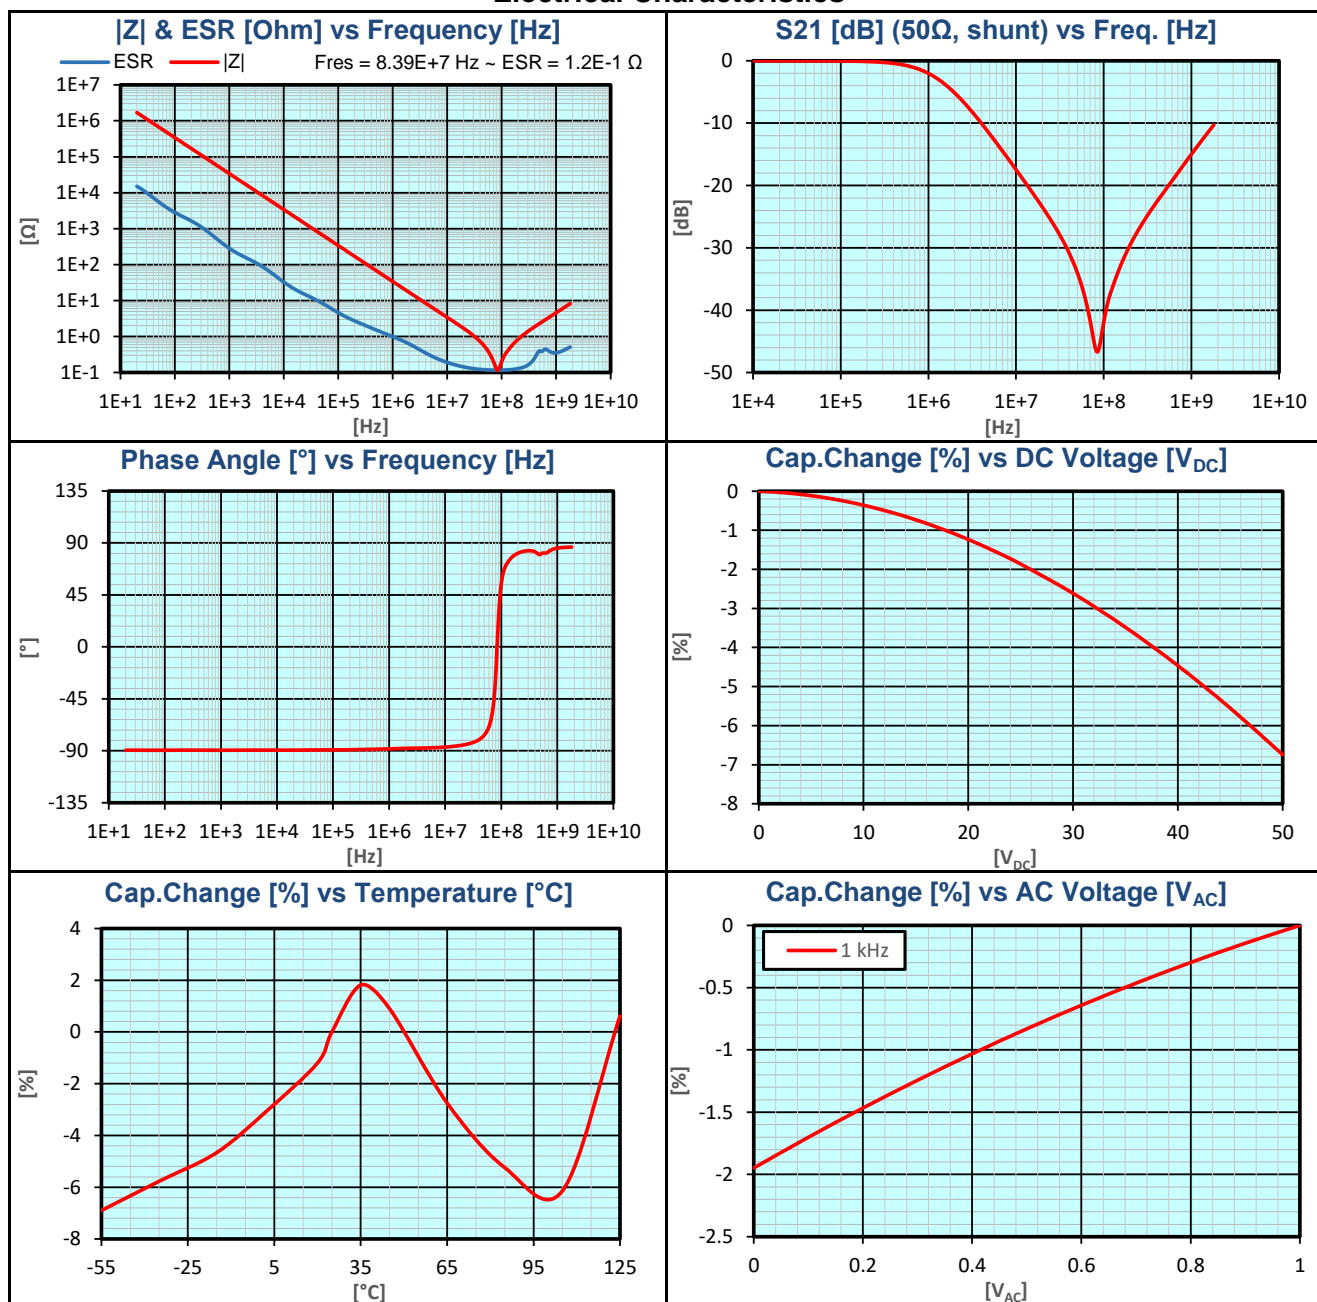 |Z| & ESR [Ohm] vs Frequency [Hz]
ESR |Z| Fres = 8.39E+7 Hz ~ ESR = 1.2E-1 Ω
1E+7
1E+6
1E+5
1E+4
1E+3
1E+2
1E+1
1E+0
1E-1
[Ω]
1E+1 1E+2 1E+3 1E+4 1E+5 1E+6 1E+7 1E+8 1E+9 1E+10
[Hz]
S21 [dB] (50Ω, shunt) vs Freq. [Hz]
0
-10
-20
-30
-40
-50
[dB]
1E+4 1E+5 1E+6 1E+7 1E+8 1E+9 1E+10
[Hz]
Phase Angle [°] vs Frequency [Hz]
135
90
45
0
-45
-90
-135
[°]
1E+1 1E+2 1E+3 1E+4 1E+5 1E+6 1E+7 1E+8 1E+9 1E+10
[Hz]
Cap.Change [%] vs DC Voltage [VDC]
0
-1
-2
-3
-4
-5
-6
-7
-8
[%]
0 10 20 30 40 50
[VDC]
Cap.Change [%] vs Temperature [°C]
4
2
0
-2
-4
-6
-8
[%]
-55 -25 5 35 65 95 125
[°C]
Cap.Change [%] vs AC Voltage [VAC]
1 kHz
0
-0.5
-1
-1.5
-2
-2.5
[%]
0 0.2 0.4 0.6 0.8 1
[VAC]